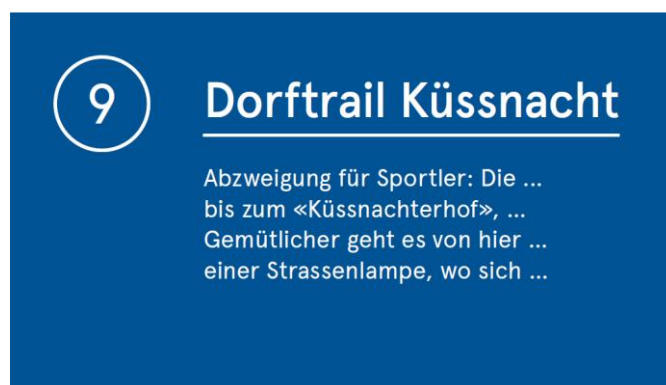 9
Dorftrail Küssnacht
Abzweigung für Sportler: Die ...
bis zum «Küssnachterhof», ...
Gemütlicher geht es von hier ...
einer Strassenlampe, wo sich ...